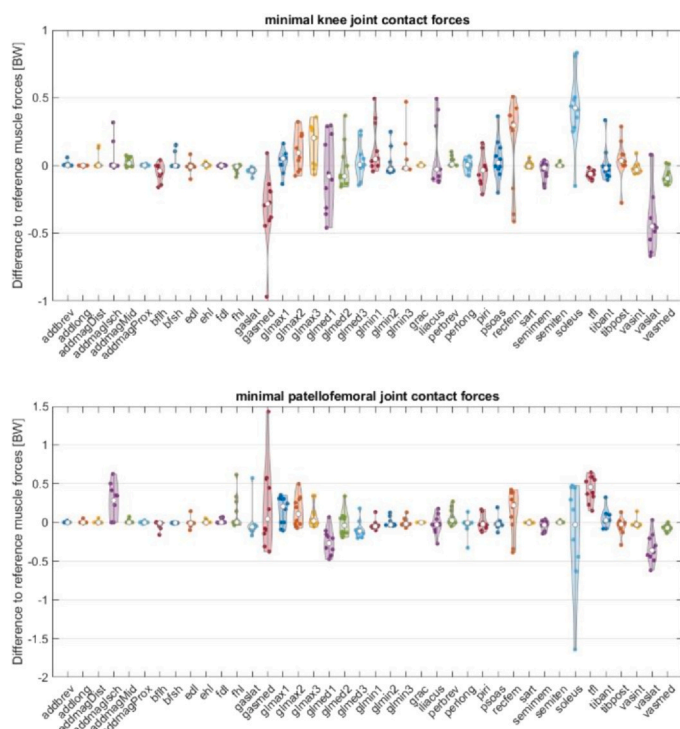 minimal knee joint contact forces
Difference to reference muscle forces [BW]
1
0.5
0
-0.5
-1
addbrev
addlong
addmagDist
addmagIsch
addmagMid
addmagProx
bflh
bfsh
edl
ehl
fdl
fhl
gaslat
gasmed
glmax1
glmax2
glmax3
glmed1
glmed2
glmed3
glmin1
glmin2
glmin3
grac
iliacus
perbrev
perlong
piri
psoas
recfem
sart
semimem
semiten
soleus
tfl
tibant
tibpost
vasint
vaslat
vasmed
minimal patellofemoral joint contact forces
Difference to reference muscle forces [BW]
1.5
1
0.5
0
-0.5
-1
-1.5
-2
addbrev
addlong
addmagDist
addmagIsch
addmagMid
addmagProx
bflh
bfsh
edl
ehl
fdl
fhl
gaslat
gasmed
glmax1
glmax2
glmax3
glmed1
glmed2
glmed3
glmin1
glmin2
glmin3
grac
iliacus
perbrev
perlong
piri
psoas
recfem
sart
semimem
semiten
soleus
tfl
tibant
tibpost
vasint
vaslat
vasmed